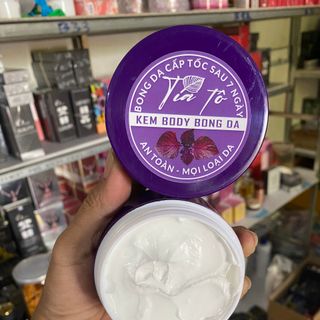 BONG DA CẤP TỐC SAU 7 NGÀY
Tía Tô
KEM BODY BONG DA
AN TOÀN - MỌI LOẠI DA